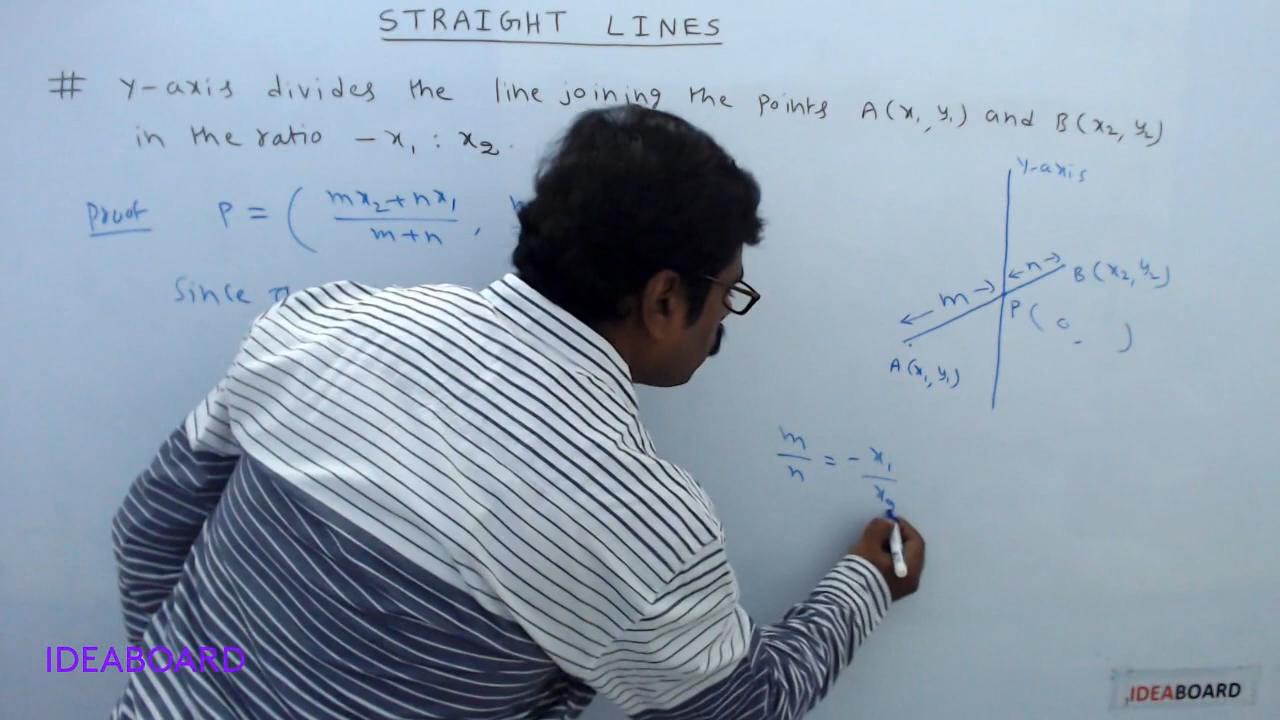 STRAIGHT LINES
# Y-axis divides the line joining the points A(x₁, y₁) and B(x₂, y₂)
in the ratio -x₁ : x₂.
Proof P = ( mx₂+nx₁ / m+n ,
Since
Y-axis
n
B(x₂, y₂)
m
P( 0, )
A(x₁, y₁)
m/n = - x₁/x₂
IDEABOARD
IDEABOARD